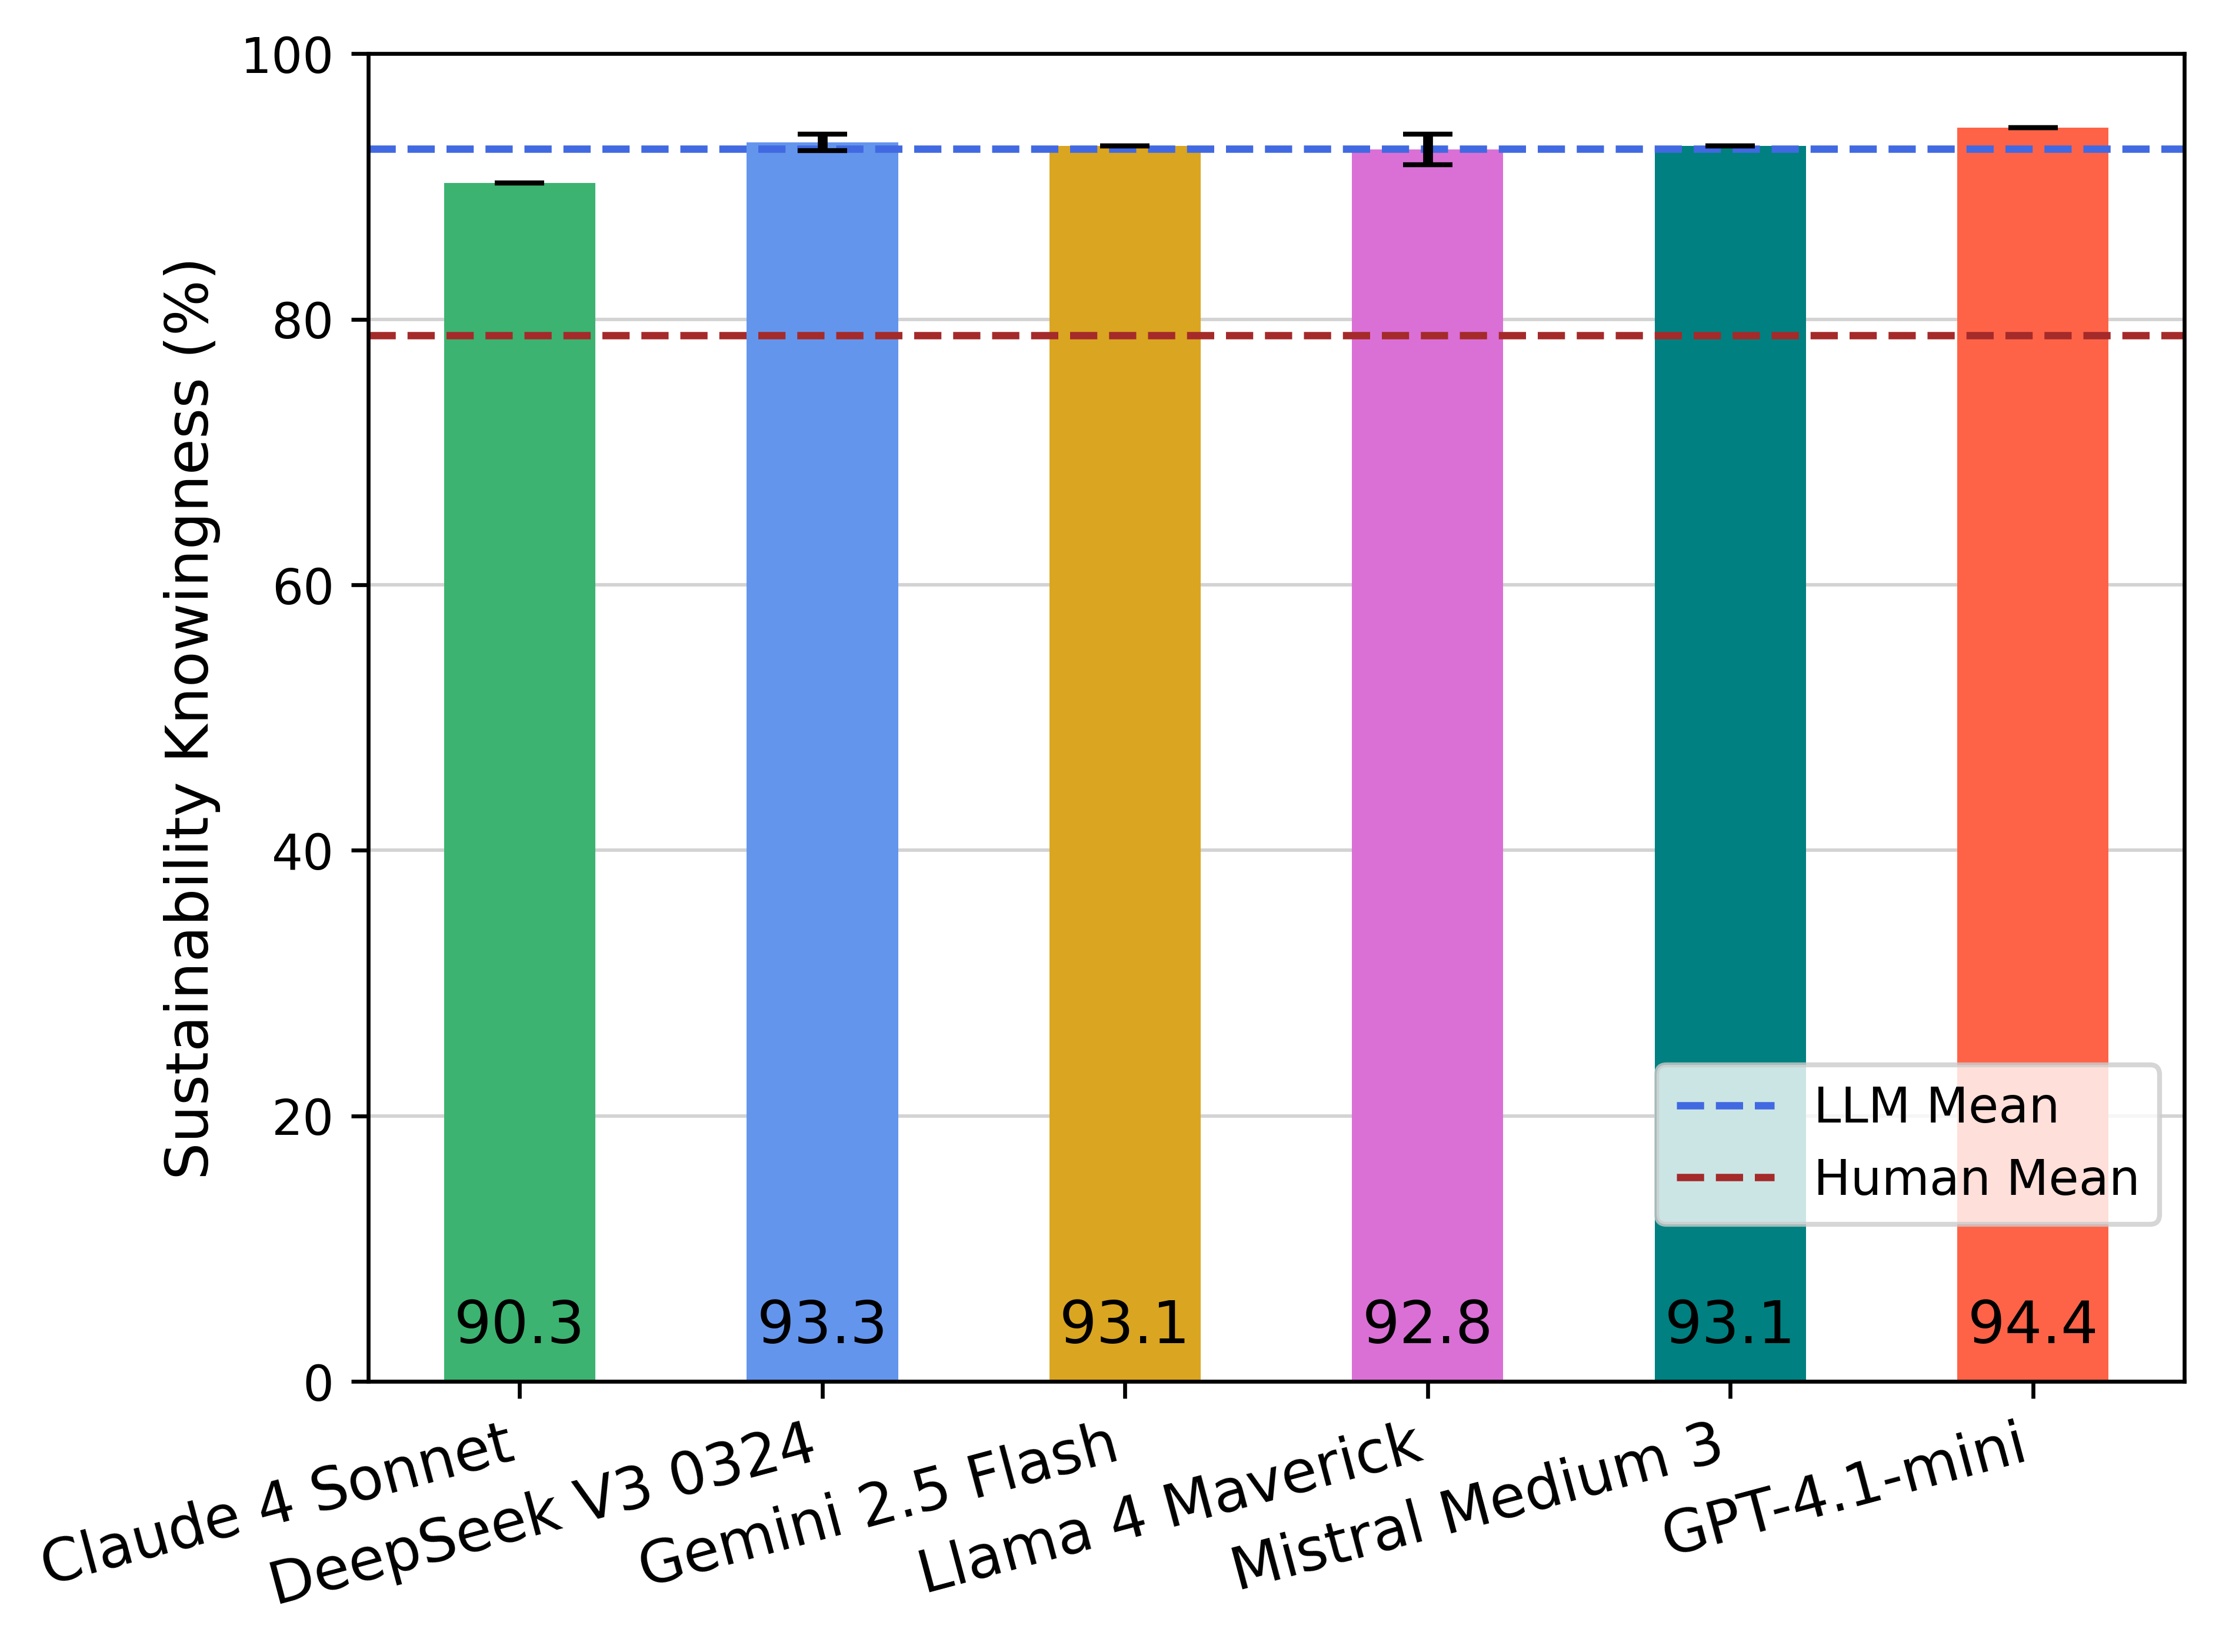 Sustainability Knowingness (%)
100
80
60
40
20
0
LLM Mean
Human Mean
90.3
93.3
93.1
92.8
93.1
94.4
Claude 4 Sonnet
DeepSeek V3 0324
Gemini 2.5 Flash
Llama 4 Maverick
Mistral Medium 3
GPT-4.1-mini